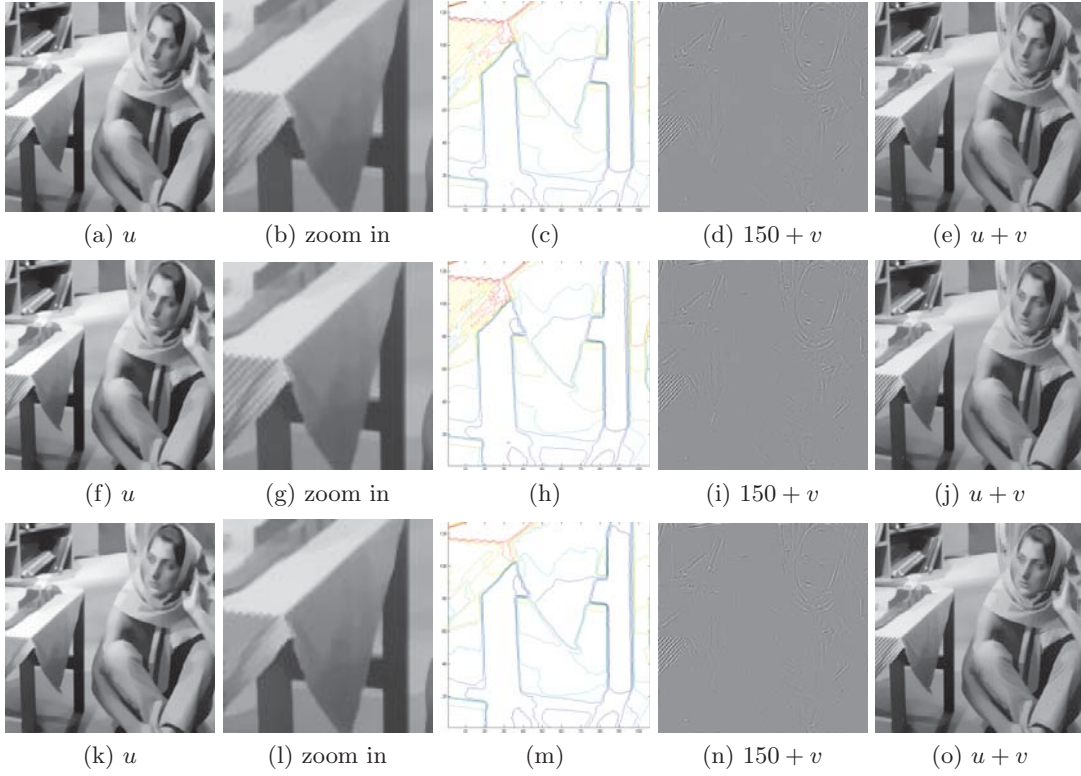 (a) u (b) zoom in (c) (d) 150 + v (e) u + v
(f) u (g) zoom in (h) (i) 150 + v (j) u + v
(k) u (l) zoom in (m) (n) 150 + v (o) u + v